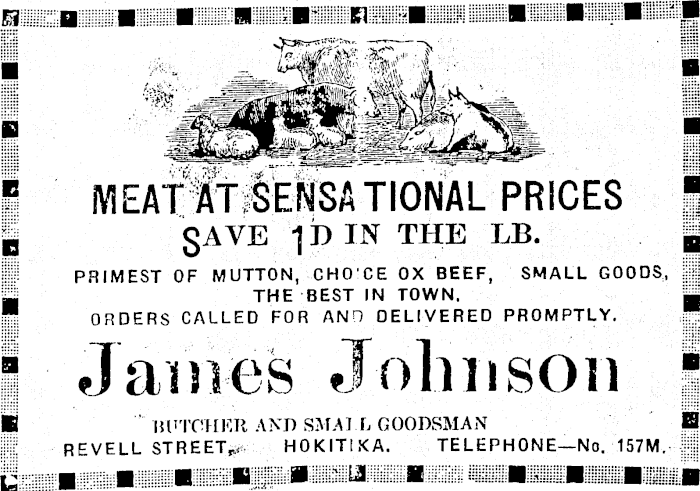 MEAT AT SENSATIONAL PRICES
SAVE 1D IN THE LB.
PRIMEST OF MUTTON, CHOICE OX BEEF, SMALL GOODS,
THE BEST IN TOWN.
ORDERS CALLED FOR AND DELIVERED PROMPTLY.
James Johnson
BUTCHER AND SMALL GOODSMAN
REVELL STREET, HOKITIKA. TELEPHONE—No. 157M.